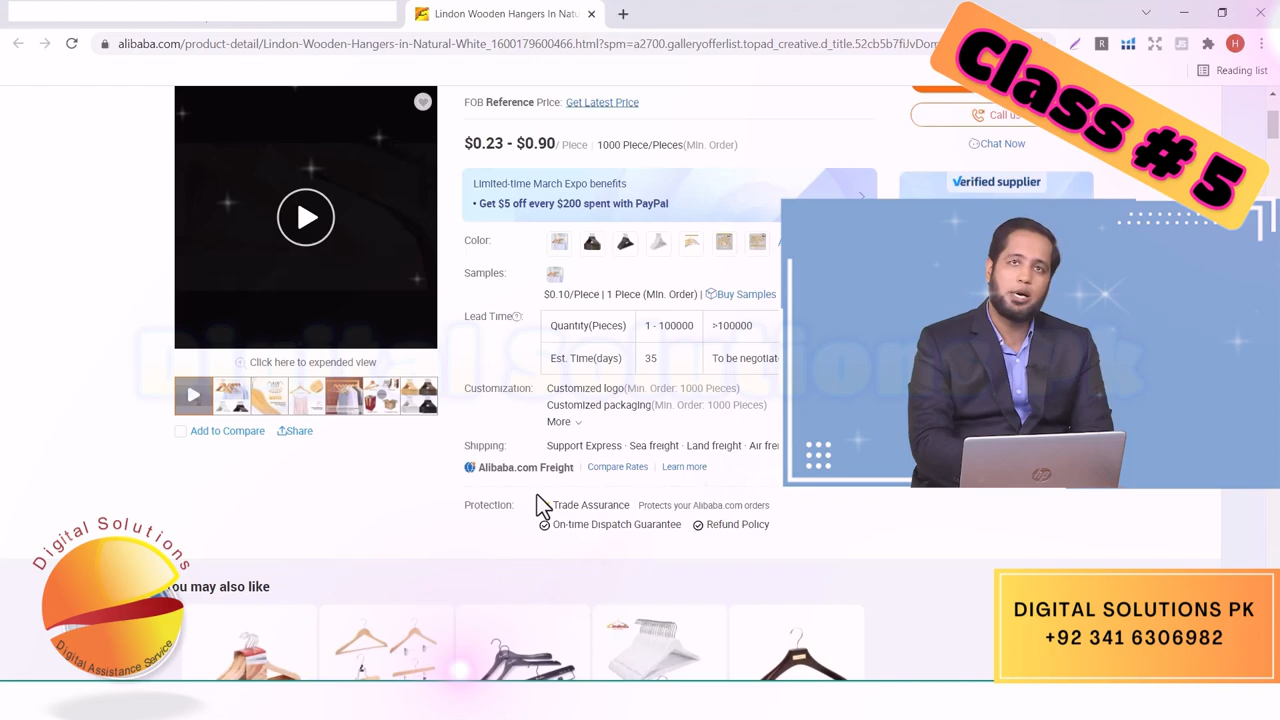 Lindon Wooden Hangers In Natu
alibaba.com/product-detail/Lindon-Wooden-Hangers-in-Natural-White_1600179600466.html?spm=a2700.galleryofferlist.topad_creative.d_title.52cb5b7fiJvDom
H
Reading list
Class # 5
FOB Reference Price: Get Latest Price
Call us
$0.23 - $0.90 / Piece | 1000 Piece/Pieces(Min. Order)
Chat Now
Limited-time March Expo benefits
• Get $5 off every $200 spent with PayPal
Verified supplier
Color:
Samples:
$0.10/Piece | 1 Piece (Min. Order) | Buy Samples
Lead Time
Quantity(Pieces) 1 - 100000 >100000
Est. Time(days) 35 To be negotiate
Digital Solutions Pk
Click here to expended view
Customization: Customized logo(Min. Order: 1000 Pieces)
Customized packaging(Min. Order: 1000 Pieces)
More
Add to Compare Share
Shipping: Support Express · Sea freight · Land freight · Air frei
Alibaba.com Freight | Compare Rates | Learn more
Protection: Trade Assurance Protects your Alibaba.com orders
On-time Dispatch Guarantee Refund Policy
You may also like
Digital Solutions
Digital Assistance Service
DIGITAL SOLUTIONS PK
+92 341 6306982